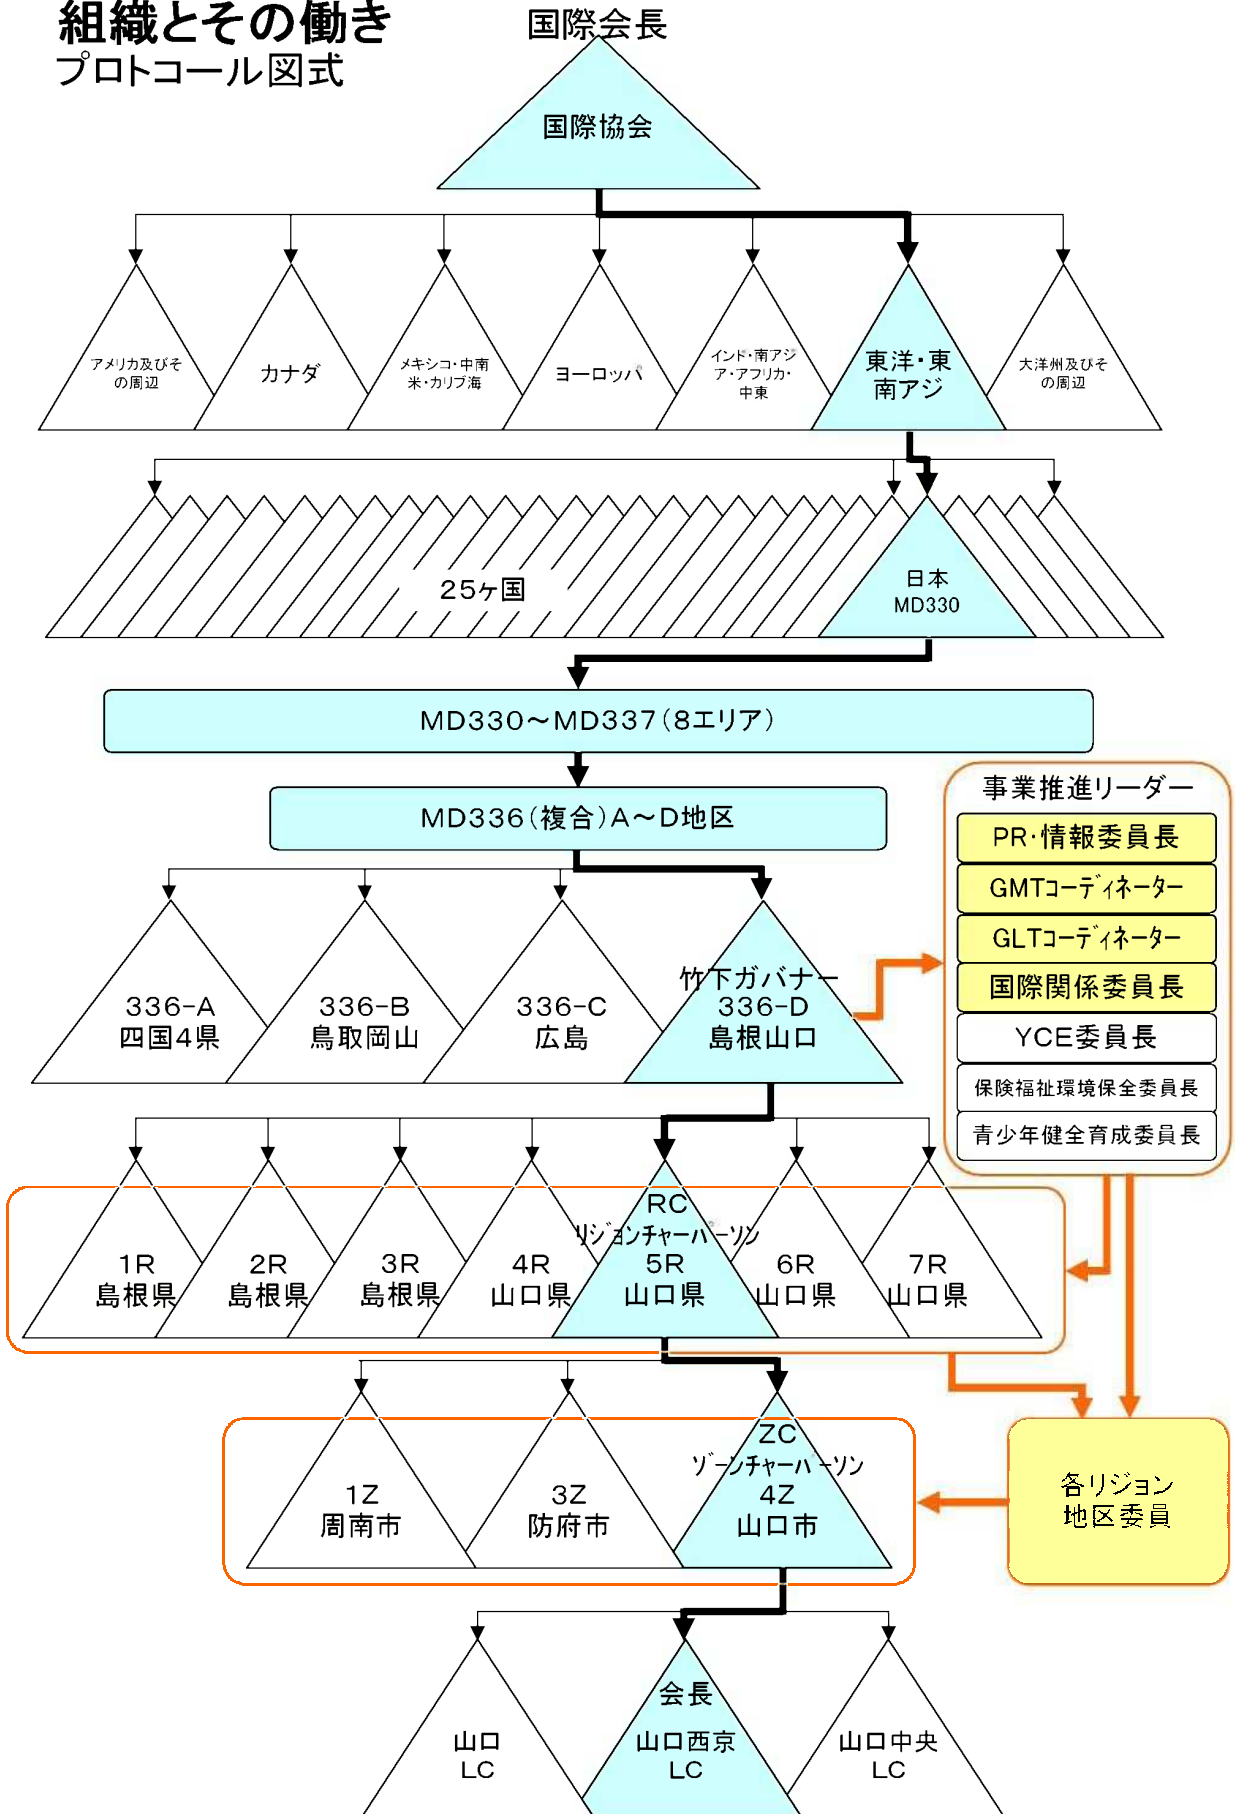 組織とその働き
プロトコール図式
国際会長
国際協会
アメリカ及びそ
の周辺
カナダ
メキシコ・中南
米・カリブ海
ヨーロッパ
インド・南アジ
ア・アフリカ・
中東
東洋・東
南アジ
大洋州及びそ
の周辺
25ヶ国
日本
MD330
MD330～MD337(8エリア)
MD336(複合)A～D地区
事業推進リーダー
PR・情報委員長
GMTコーディネーター
GLTコーディネーター
国際関係委員長
YCE委員長
保険福祉環境保全委員長
青少年健全育成委員長
336-A
四国4県
336-B
鳥取岡山
336-C
広島
竹下ガバナー
336-D
島根山口
1R
島根県
2R
島根県
3R
島根県
4R
山口県
RC
リジョンチャーパーソン
5R
山口県
6R
山口県
7R
山口県
1Z
周南市
3Z
防府市
ZC
ゾーンチャーパーソン
4Z
山口市
各リジョン
地区委員
山口
LC
会長
山口西京
LC
山口中央
LC